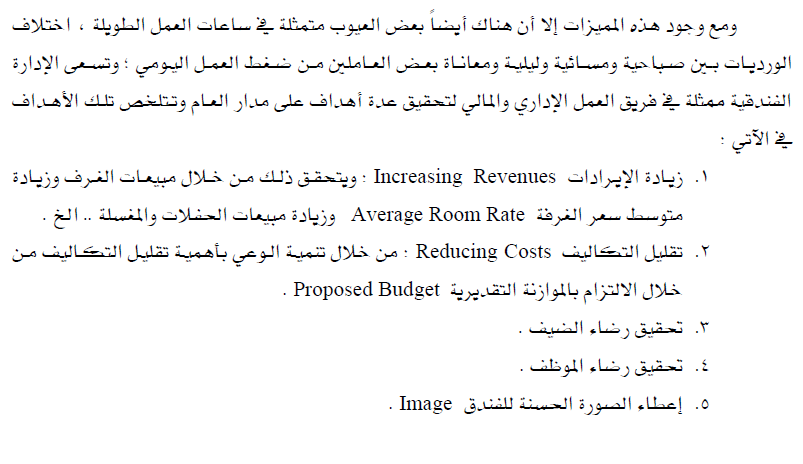 ومع وجود هذه المميزات إلا أن هناك أيضاً بعض العيوب متمثلة في ساعات العمل الطويلة ، اختلاف
الورديات بين صباحية ومسائية وليلية ومعاناة بعض العاملين من ضغط العمل اليومي ؛ وتسعى الإدارة
الفندقية ممثلة في فريق العمل الإداري والمالي لتحقيق عدة أهداف على مدار العام وتتلخص تلك الأهداف
في الآتي :
١. زيادة الإيرادات Increasing Revenues ؛ ويتحقق ذلك من خلال مبيعات الغرف وزيادة
متوسط سعر الغرفة Average Room Rate وزيادة مبيعات الحفلات والمغسلة .. الخ .
٢. تقليل التكاليف Reducing Costs ؛ من خلال تنمية الوعي بأهمية تقليل التكاليف من
خلال الالتزام بالموازنة التقديرية Proposed Budget .
٣. تحقيق رضاء الضيف .
٤. تحقيق رضاء الموظف .
٥. إعطاء الصورة الحسنة للفندق Image .